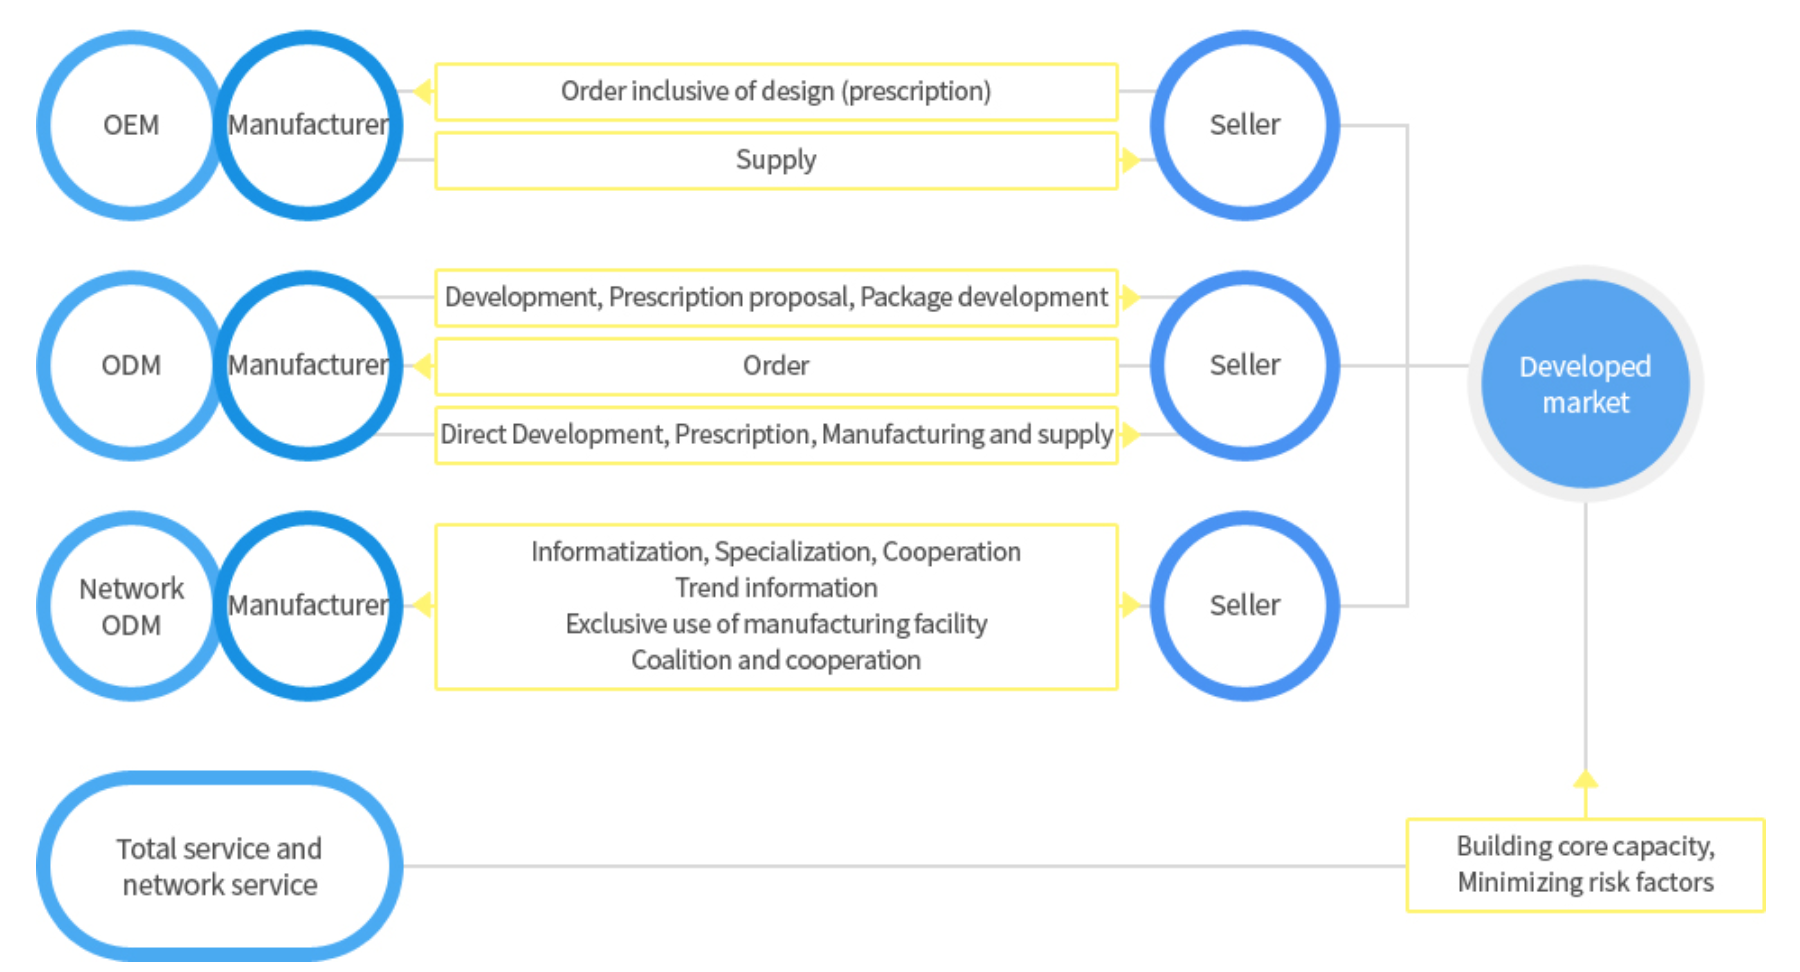 OEM
Manufacturer
Order inclusive of design (prescription)
Supply
Seller
ODM
Manufacturer
Development, Prescription proposal, Package development
Order
Direct Development, Prescription, Manufacturing and supply
Seller
Developed
market
Network
ODM
Manufacturer
Informatization, Specialization, Cooperation
Trend information
Exclusive use of manufacturing facility
Coalition and cooperation
Seller
Total service and
network service
Building core capacity,
Minimizing risk factors